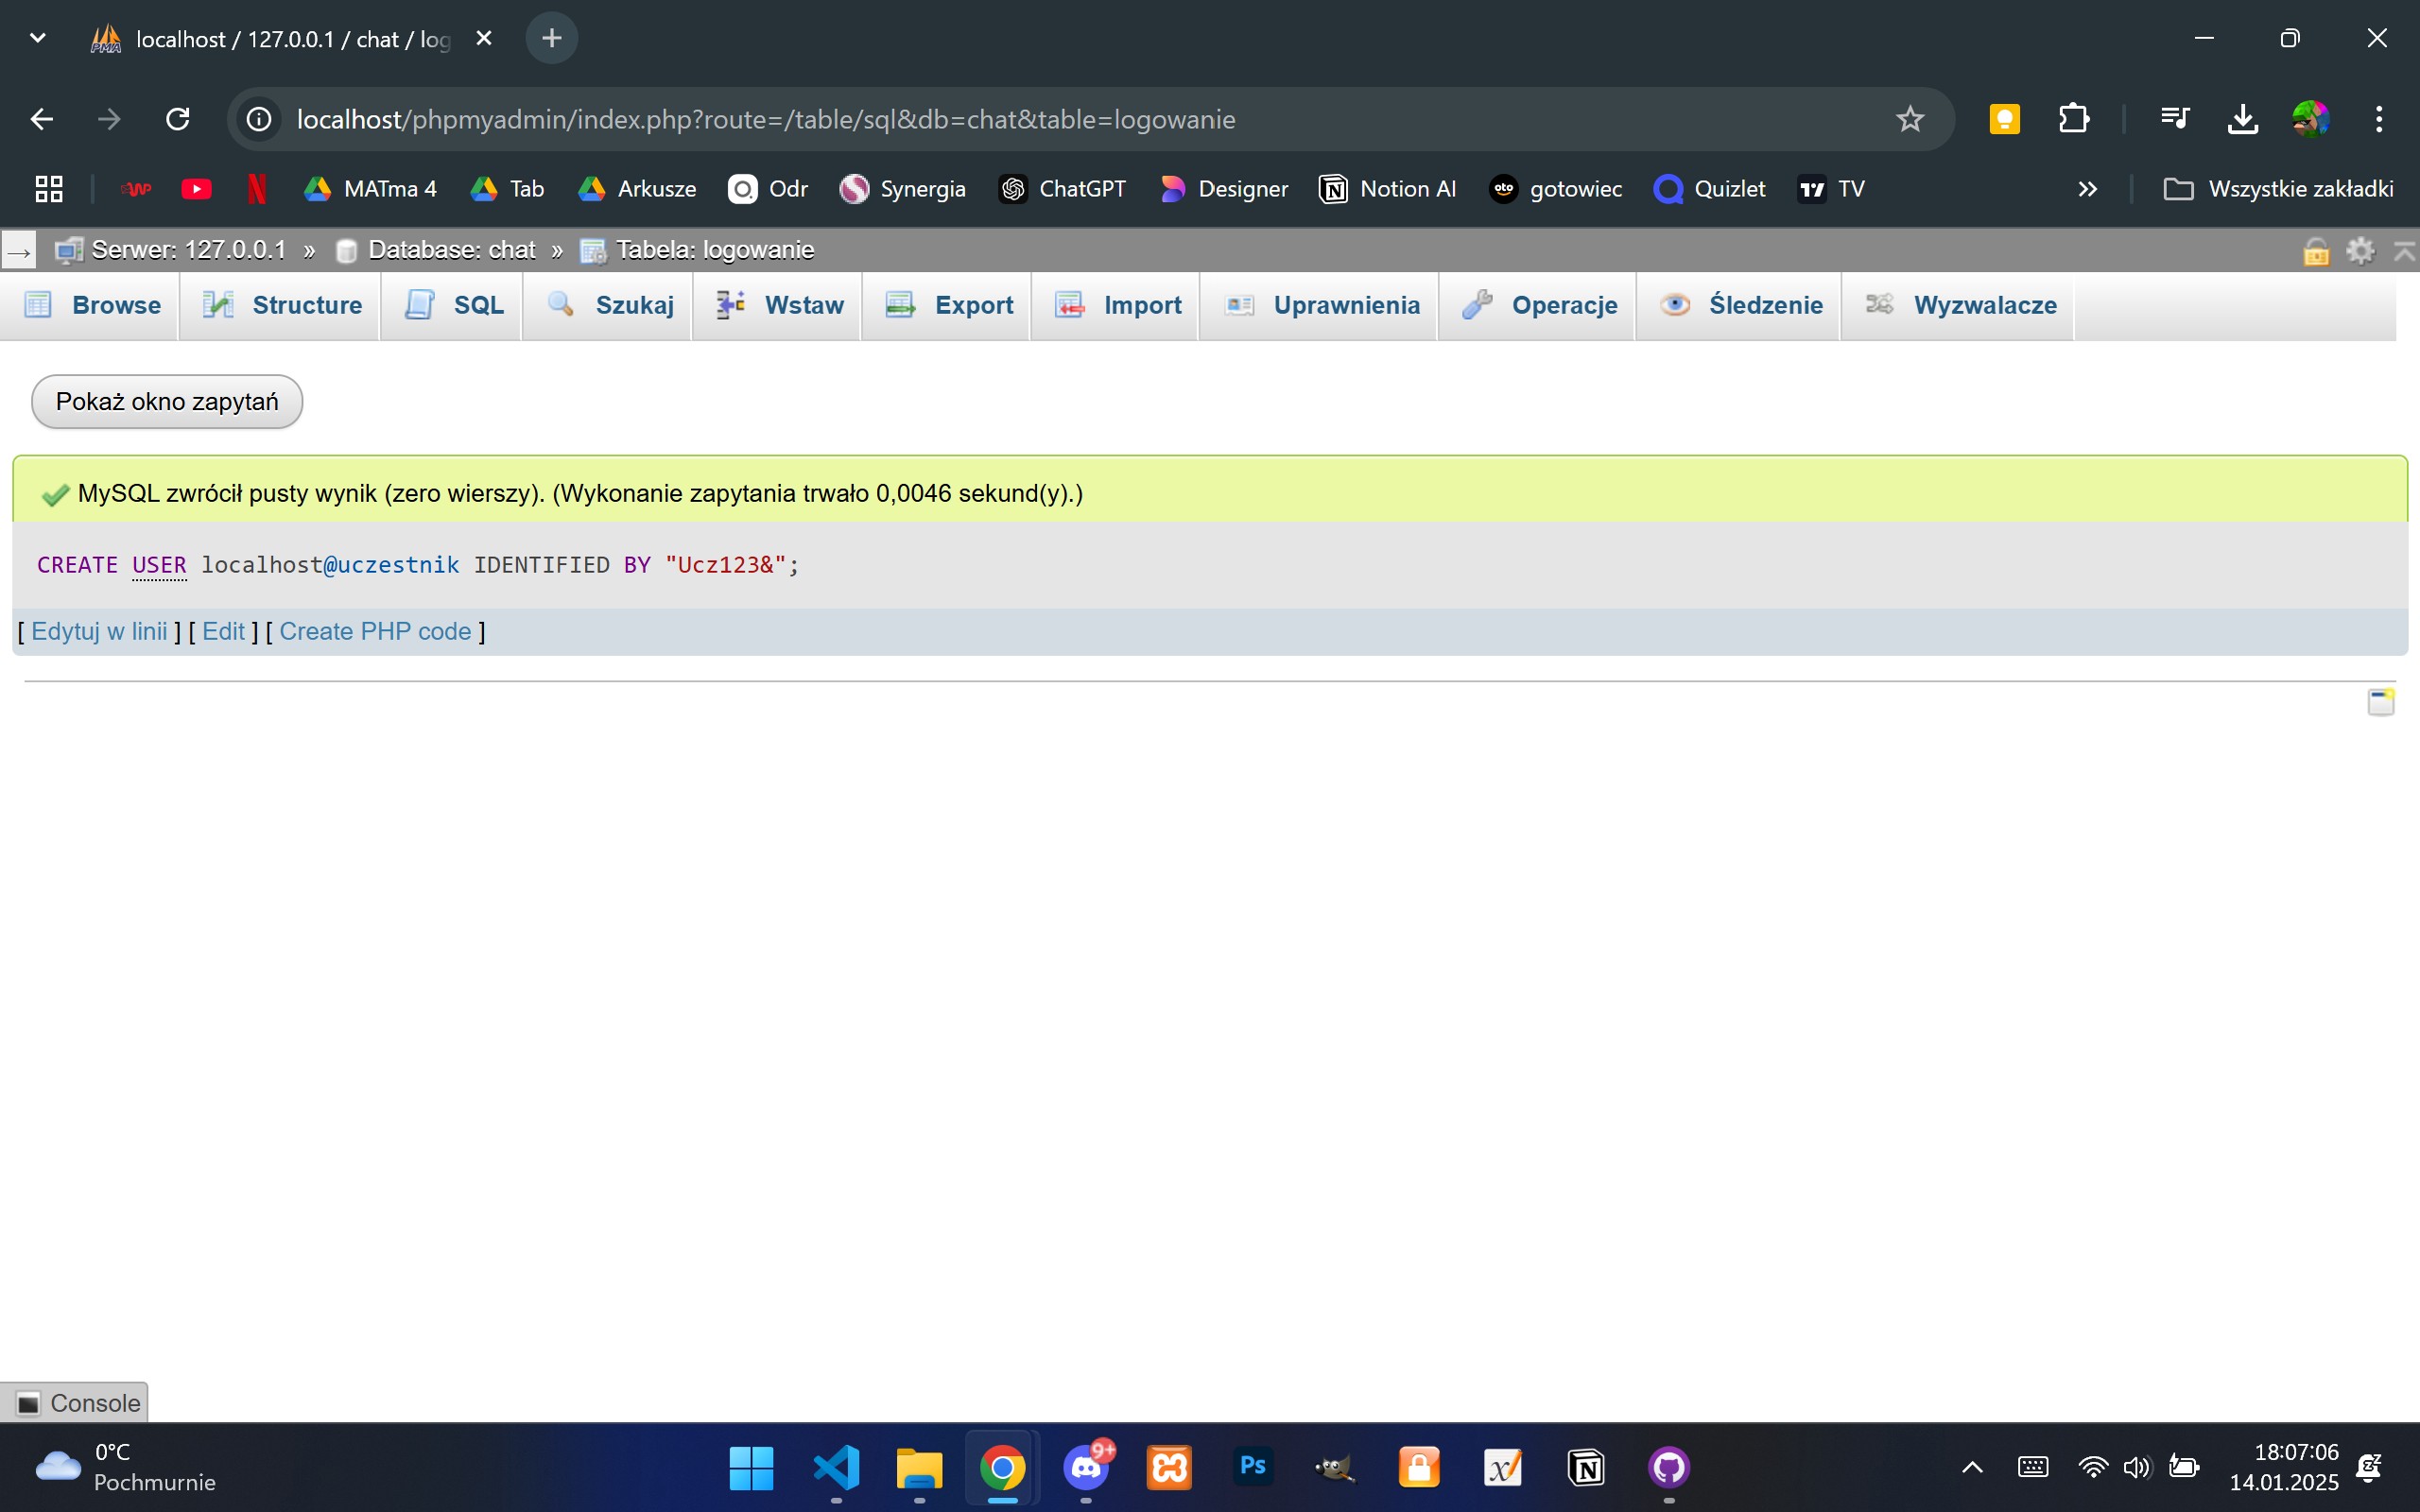 localhost / 127.0.0.1 / chat / log
localhost/phpmyadmin/index.php?route=/table/sql&db=chat&table=logowanie
MATma 4 Tab Arkusze Odr Synergia ChatGPT Designer Notion AI gotowiec Quizlet TV » Wszystkie zakładki
Serwer: 127.0.0.1 » Database: chat » Tabela: logowanie
Browse Structure SQL Szukaj Wstaw Export Import Uprawnienia Operacje Śledzenie Wyzwalacze
Pokaż okno zapytań
MySQL zwrócił pusty wynik (zero wierszy). (Wykonanie zapytania trwało 0,0046 sekund(y).)
CREATE USER localhost@uczestnik IDENTIFIED BY "Ucz123&";
[ Edytuj w linii ] [ Edit ] [ Create PHP code ]
Console
0°C
Pochmurnie
9+
Ps
18:07:06
14.01.2025